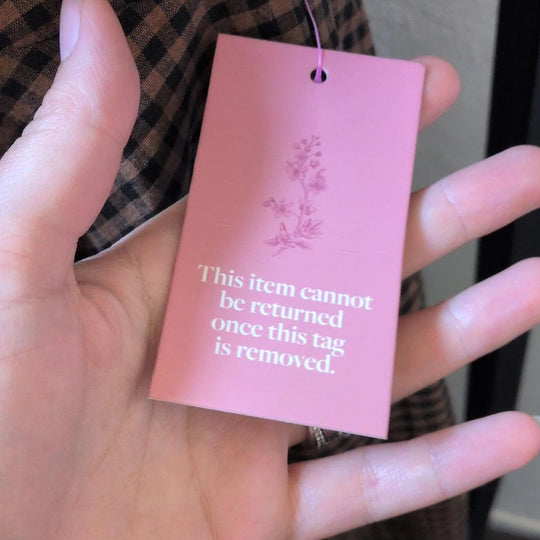 This item cannot
be returned
once this tag
is removed.